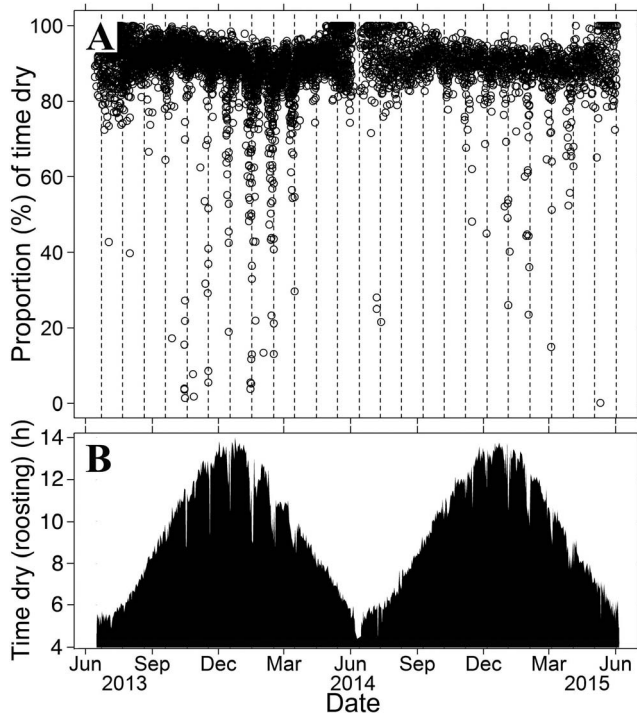 A
100
80
60
40
20
0
Proportion (%) of time dry
B
14
12
10
8
6
4
Time dry (roosting) (h)
Jun Sep Dec Mar Jun Sep Dec Mar Jun
2013 2014 2015
Date